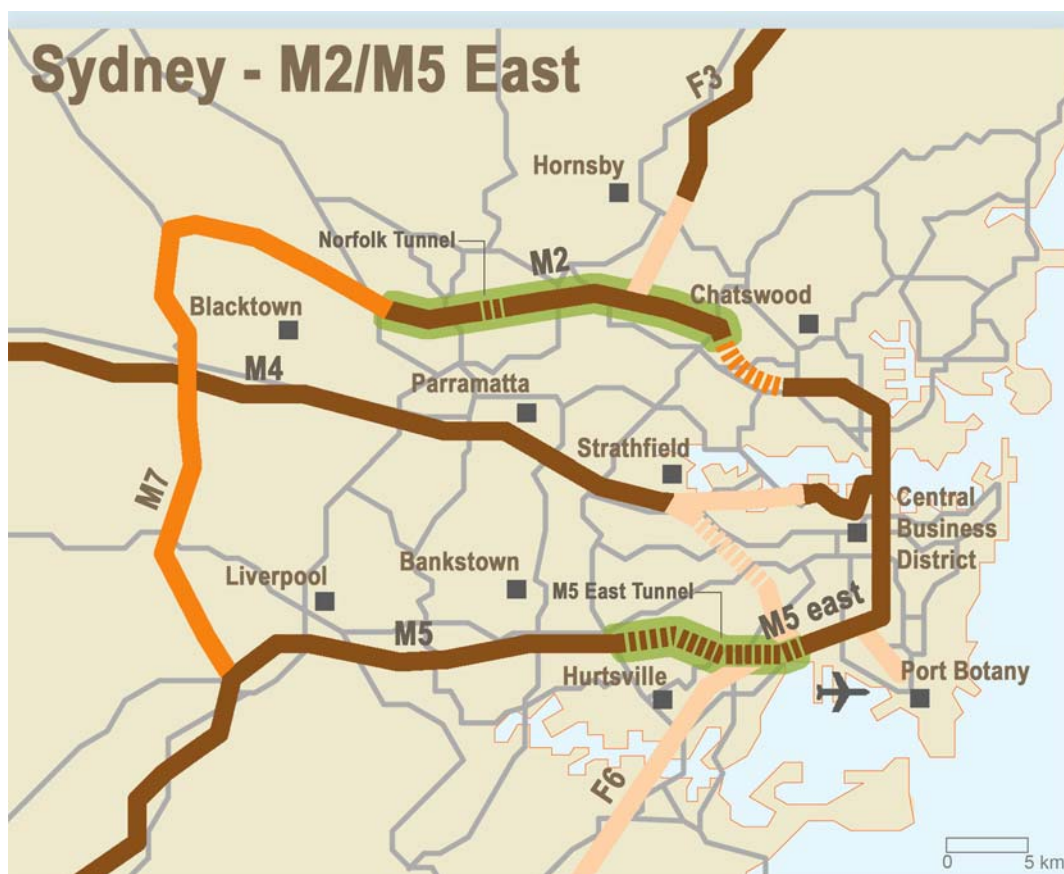 Sydney - M2/M5 East
F3
Hornsby
Norfolk Tunnel
M2
Chatswood
Blacktown
M4
Parramatta
Strathfield
M7
Central
Business
District
Liverpool
Bankstown
M5 East Tunnel
M5 east
M5
Hurtsville
Port Botany
F6
0 5 km